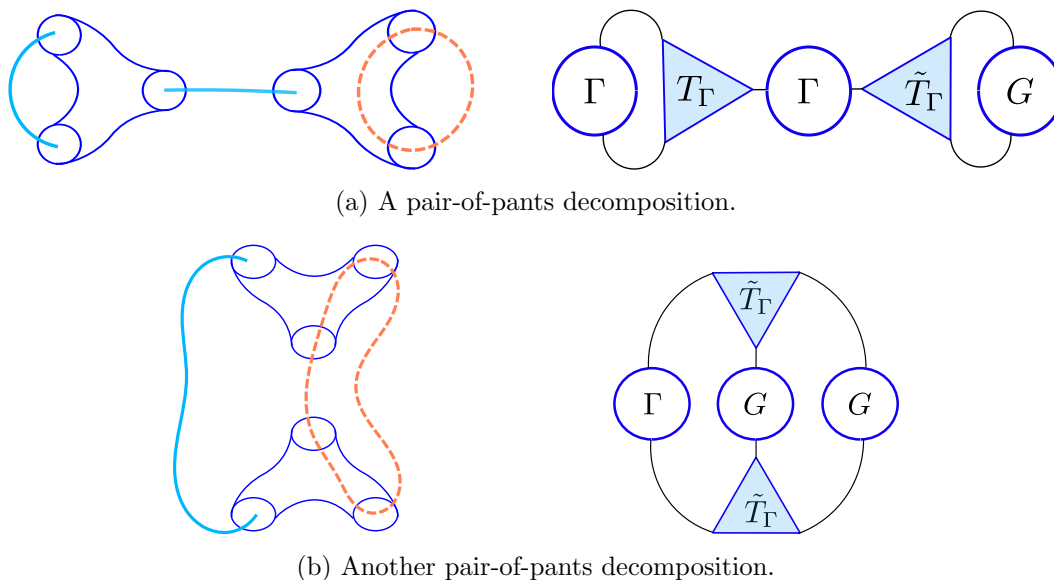 Γ T_Γ Γ T̃_Γ G
(a) A pair-of-pants decomposition.
T̃_Γ
Γ G G
T̃_Γ
(b) Another pair-of-pants decomposition.